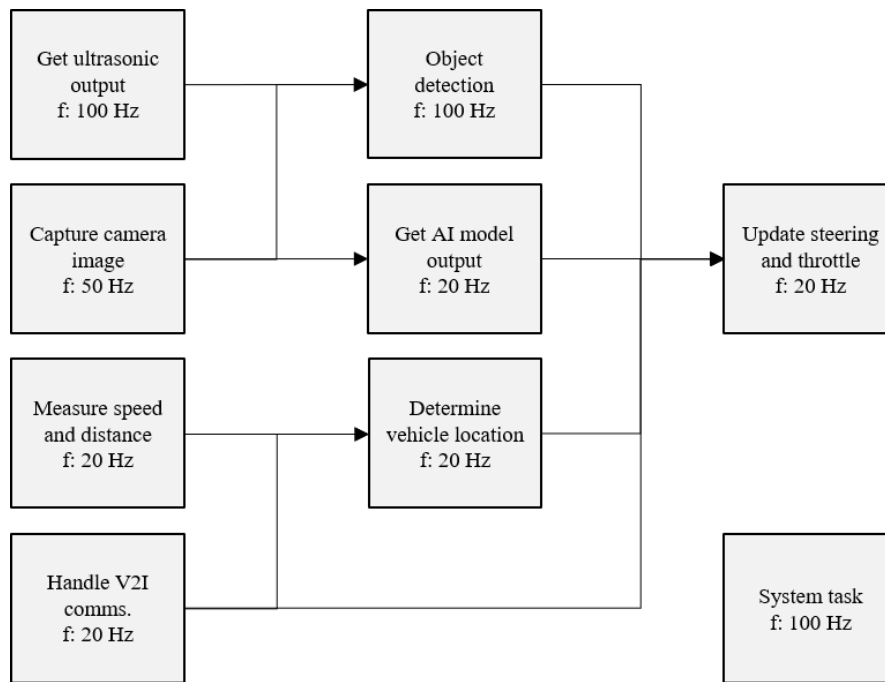 Get ultrasonic
output
f: 100 Hz
Object
detection
f: 100 Hz
Capture camera
image
f: 50 Hz
Get AI model
output
f: 20 Hz
Update steering
and throttle
f: 20 Hz
Measure speed
and distance
f: 20 Hz
Determine
vehicle location
f: 20 Hz
Handle V2I
comms.
f: 20 Hz
System task
f: 100 Hz